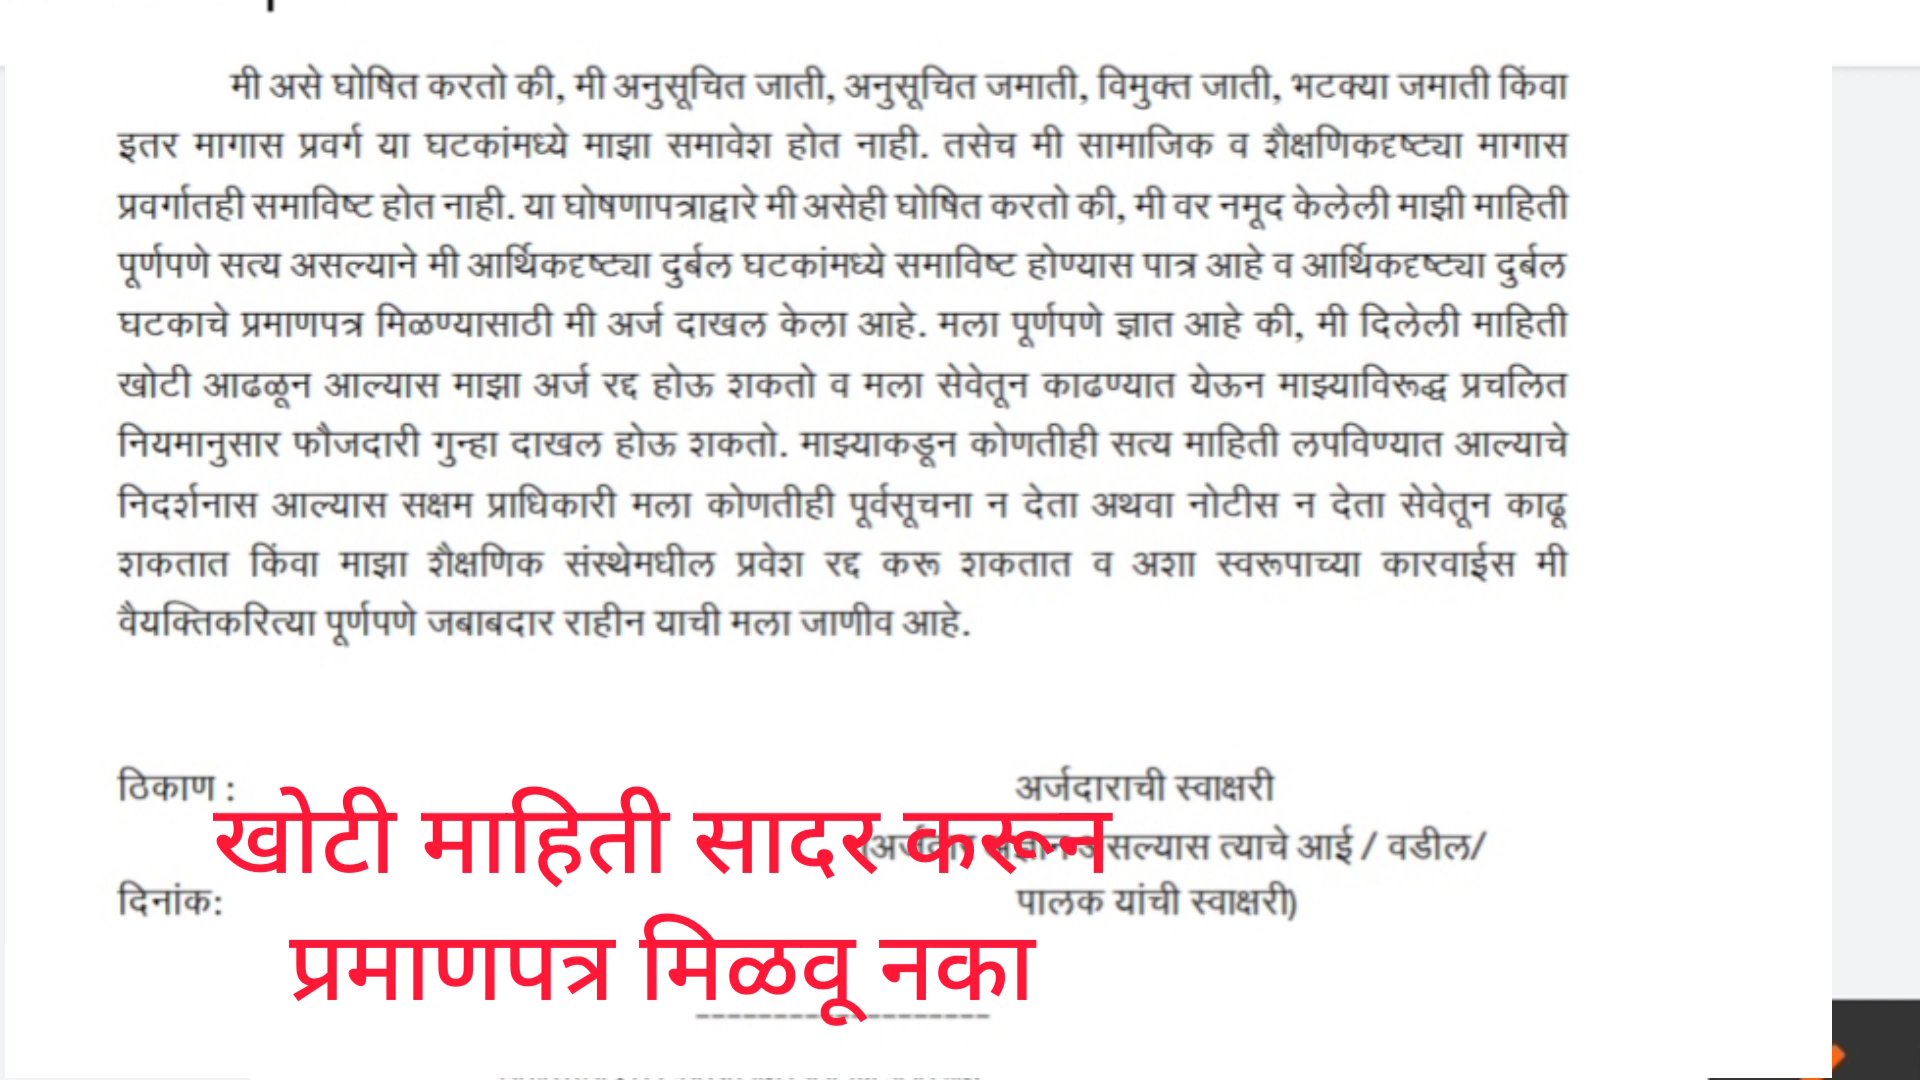 मी असे घोषित करतो की, मी अनुसूचित जाती, अनुसूचित जमाती, विमुक्त जाती, भटक्या जमाती किंवा
इतर मागास प्रवर्ग या घटकांमध्ये माझा समावेश होत नाही. तसेच मी सामाजिक व शैक्षणिकदृष्ट्या मागास
प्रवर्गातही समाविष्ट होत नाही. या घोषणापत्राद्वारे मी असेही घोषित करतो की, मी वर नमूद केलेली माझी माहिती
पूर्णपणे सत्य असल्याने मी आर्थिकदृष्ट्या दुर्बल घटकांमध्ये समाविष्ट होण्यास पात्र आहे व आर्थिकदृष्ट्या दुर्बल
घटकाचे प्रमाणपत्र मिळण्यासाठी मी अर्ज दाखल केला आहे. मला पूर्णपणे ज्ञात आहे की, मी दिलेली माहिती
खोटी आढळून आल्यास माझा अर्ज रद्द होऊ शकतो व मला सेवेतून काढण्यात येऊन माझ्याविरूद्ध प्रचलित
नियमानुसार फौजदारी गुन्हा दाखल होऊ शकतो. माझ्याकडून कोणतीही सत्य माहिती लपविण्यात आल्याचे
निदर्शनास आल्यास सक्षम प्राधिकारी मला कोणतीही पूर्वसूचना न देता अथवा नोटीस न देता सेवेतून काढू
शकतात किंवा माझा शैक्षणिक संस्थेमधील प्रवेश रद्द करू शकतात व अशा स्वरूपाच्या कारवाईस मी
वैयक्तिकरित्या पूर्णपणे जबाबदार राहीन याची मला जाणीव आहे.
ठिकाण : अर्जदाराची स्वाक्षरी
खोटी माहिती सादर करून
त्याचे आई / वडील/
दिनांक: पालक यांची स्वाक्षरी)
प्रमाणपत्र मिळवू नका